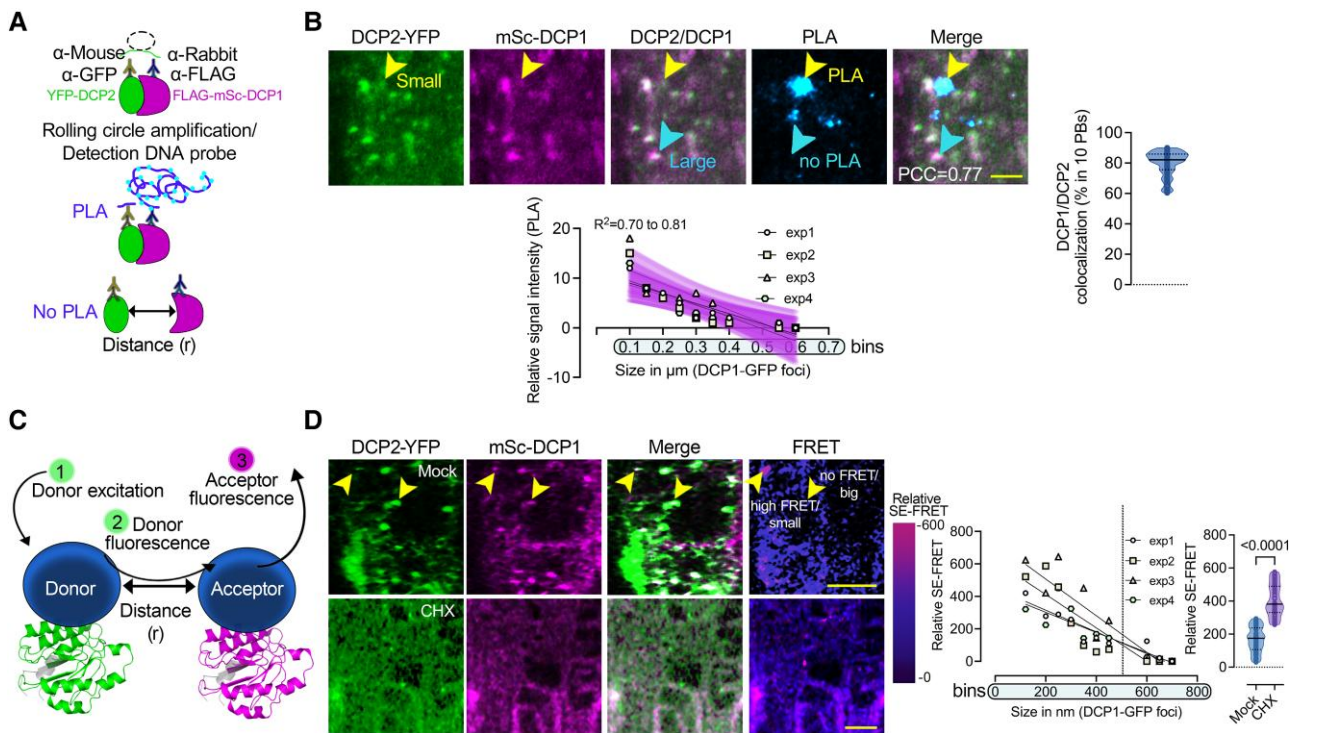 A
α-Mouse
α-Rabbit
α-GFP
α-FLAG
YFP-DCP2
FLAG-mSc-DCP1
Rolling circle amplification/
Detection DNA probe
PLA
No PLA
Distance (r)
B
DCP2-YFP
mSc-DCP1
DCP2/DCP1
PLA
Merge
Small
Large
PLA
no PLA
PCC=0.77
DCP1/DCP2
colocalization (% in 10 PBs)
100
80
60
40
20
0
Relative signal intensity (PLA)
20
10
0
-10
R²=0.70 to 0.81
exp1
exp2
exp3
exp4
0.1 0.2 0.3 0.4 0.5 0.6 0.7 bins
Size in µm (DCP1-GFP foci)
C
1
Donor excitation
2 Donor
fluorescence
3
Acceptor
fluorescence
Donor
Acceptor
Distance
(r)
D
DCP2-YFP
mSc-DCP1
Merge
FRET
Mock
no FRET/
big
high FRET/
small
CHX
Relative
SE-FRET
-600
-0
Relative SE-FRET
800
600
400
200
0
exp1
exp2
exp3
exp4
bins 0 200 400 600 800
Size in nm (DCP1-GFP foci)
Relative SE-FRET
800
600
400
200
0
<0.0001
Mock
CHX